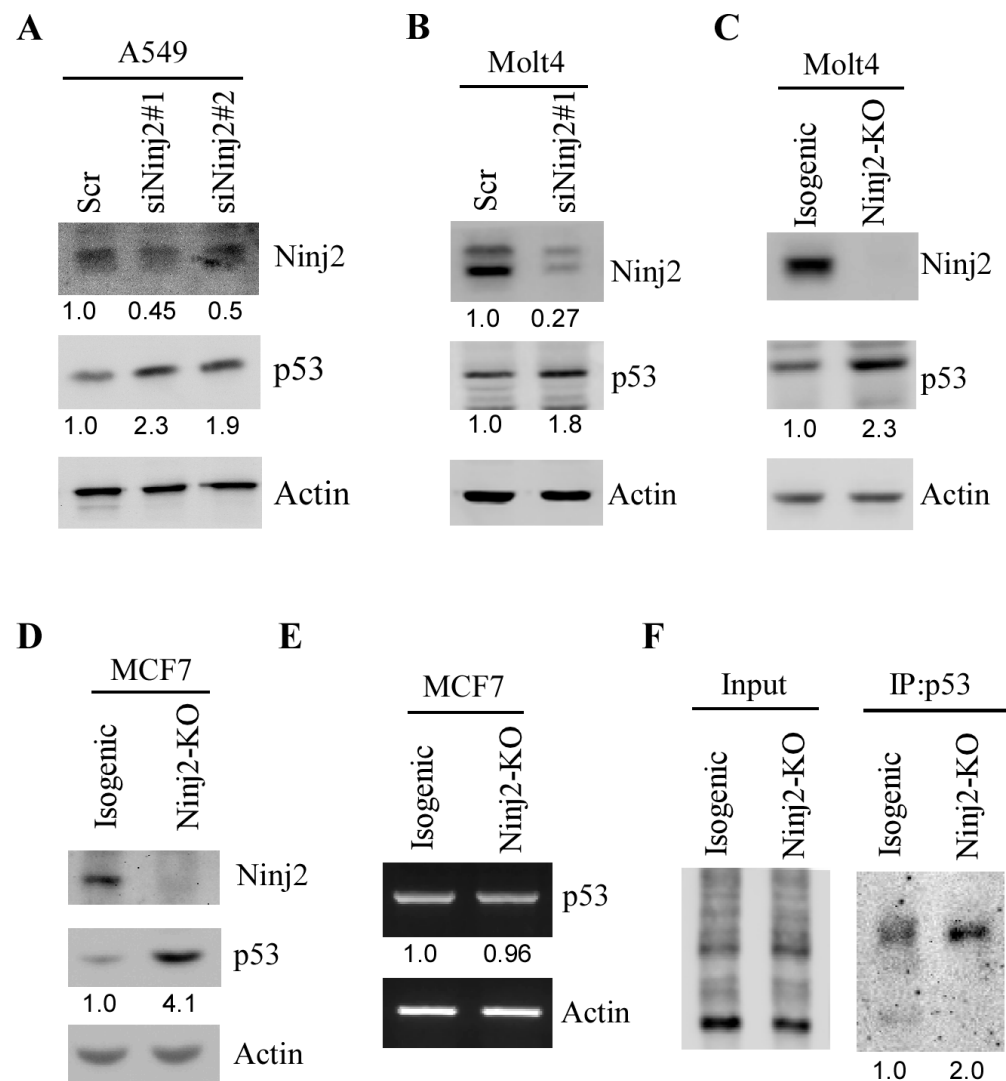 A
A549
Scr
siNinj2#1
siNinj2#2
Ninj2
1.0 0.45 0.5
p53
1.0 2.3 1.9
Actin
B
Molt4
Scr
siNinj2#1
Ninj2
1.0 0.27
p53
1.0 1.8
Actin
C
Molt4
Isogenic
Ninj2-KO
Ninj2
p53
1.0 2.3
Actin
D
MCF7
Isogenic
Ninj2-KO
Ninj2
p53
1.0 4.1
Actin
E
MCF7
Isogenic
Ninj2-KO
p53
1.0 0.96
Actin
F
Input
IP:p53
Isogenic
Ninj2-KO
Isogenic
Ninj2-KO
1.0 2.0